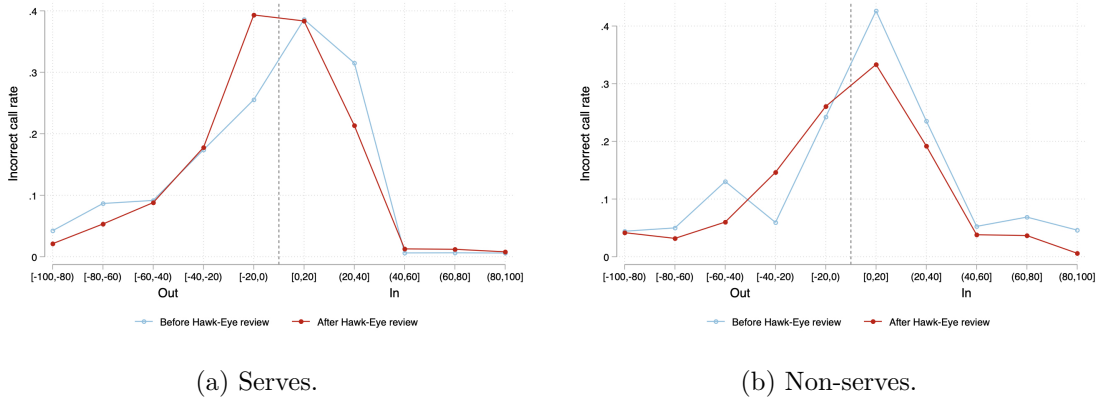 .4
.3
.2
.1
0
Incorrect call rate
[-100,-80) [-80,-60) [-60,-40) [-40,-20) [-20,0) [0,20] (20,40] (40,60] (60,80] (80,100]
Out In
Before Hawk-Eye review After Hawk-Eye review
(a) Serves.
.4
.3
.2
.1
0
Incorrect call rate
[-100,-80) [-80,-60) [-60,-40) [-40,-20) [-20,0) [0,20] (20,40] (40,60] (60,80] (80,100]
Out In
Before Hawk-Eye review After Hawk-Eye review
(b) Non-serves.